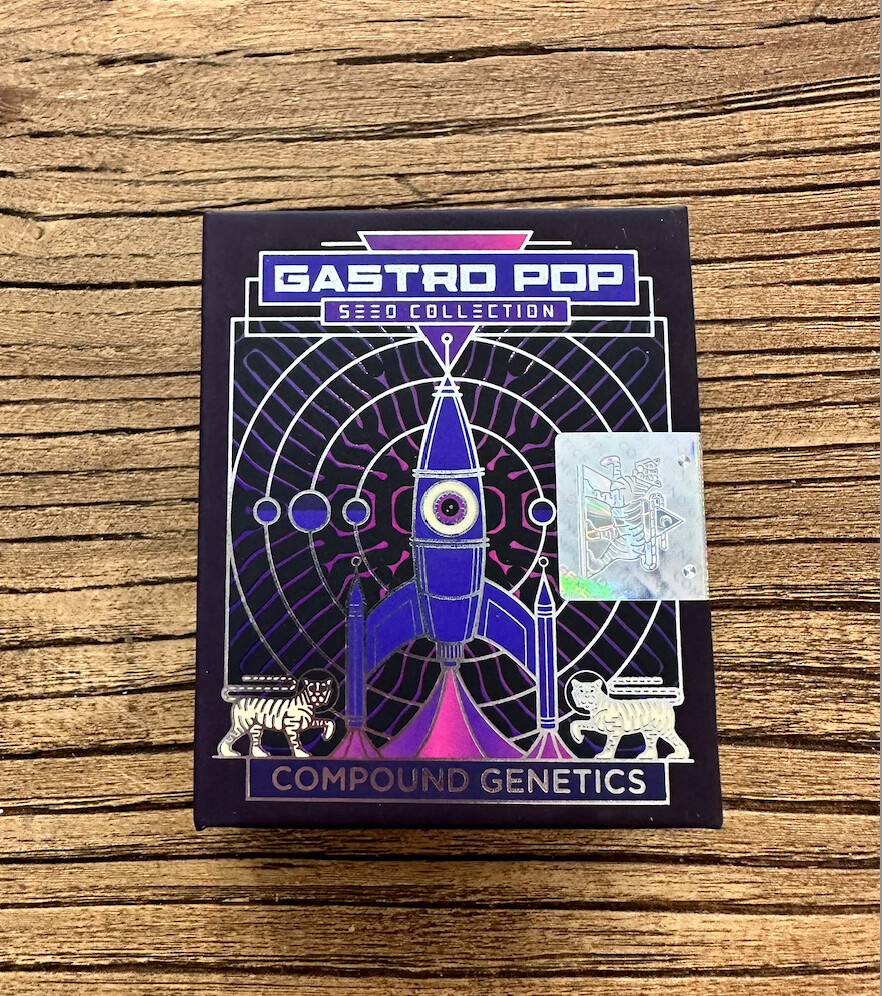 GASTRO POP
SEED COLLECTION
COMPOUND GENETICS